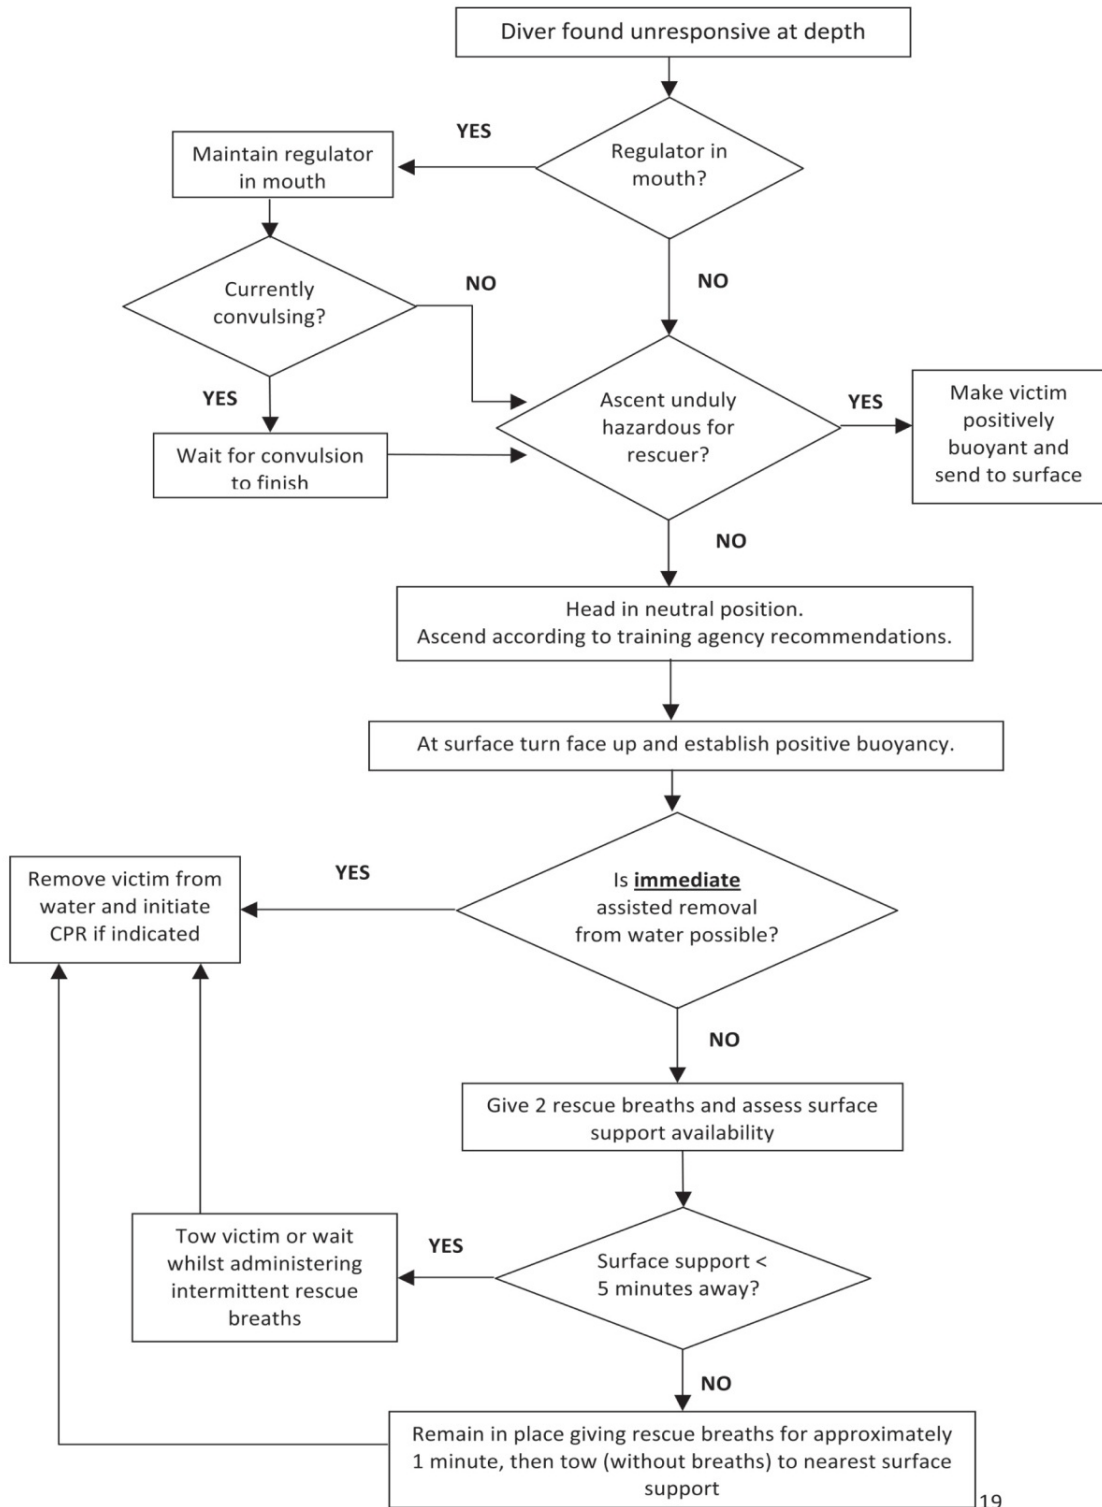 Diver found unresponsive at depth
YES
Maintain regulator
in mouth
Regulator in
mouth?
Currently
convulsing?
NO
NO
YES
Wait for convulsion
to finish
Ascent unduly
hazardous for
rescuer?
YES
Make victim
positively
buoyant and
send to surface
NO
Head in neutral position.
Ascend according to training agency recommendations.
At surface turn face up and establish positive buoyancy.
Remove victim from
water and initiate
CPR if indicated
YES
Is immediate
assisted removal
from water possible?
NO
Give 2 rescue breaths and assess surface
support availability
Tow victim or wait
whilst administering
intermittent rescue
breaths
YES
Surface support <
5 minutes away?
NO
Remain in place giving rescue breaths for approximately
1 minute, then tow (without breaths) to nearest surface
support
19